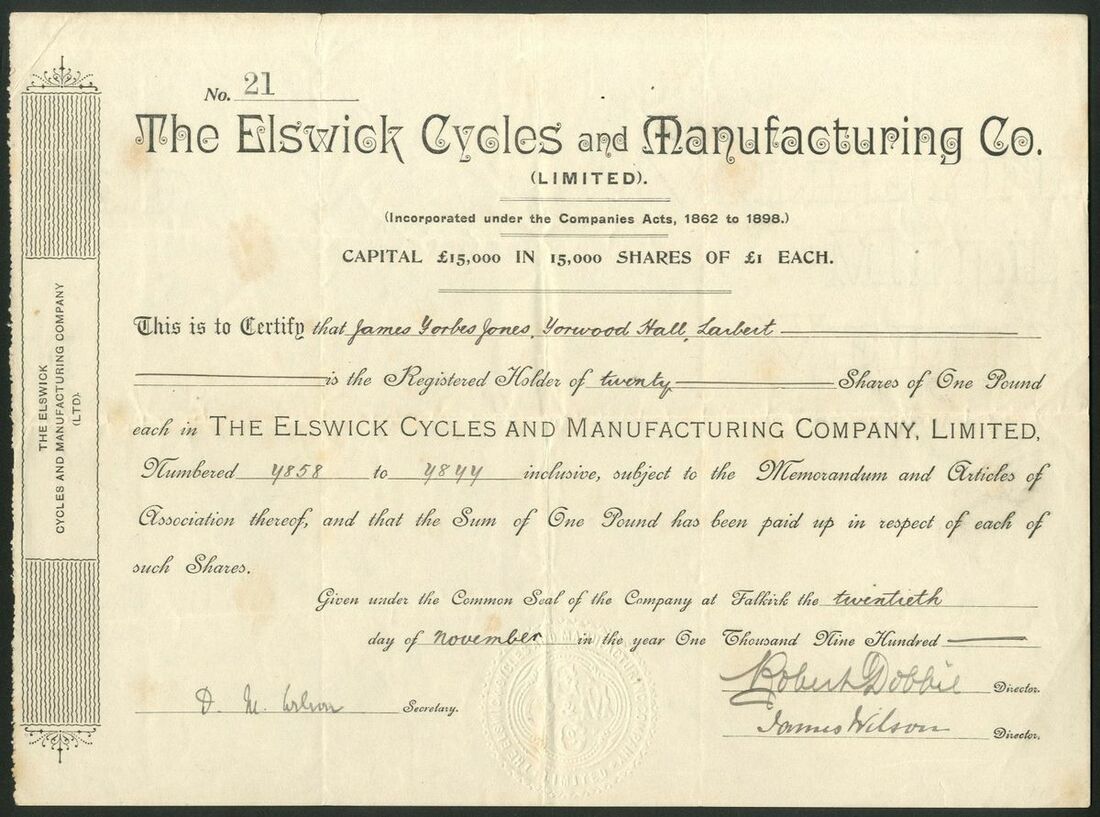 No. 21
The Elswick Cycles and Manufacturing Co.
(LIMITED).
(Incorporated under the Companies Acts, 1862 to 1898.)
CAPITAL £15,000 IN 15,000 SHARES OF £1 EACH.
This is to Certify that James Forbes Jones, Torwood Hall, Larbert
is the Registered Holder of twenty Shares of One Pound
each in THE ELSWICK CYCLES AND MANUFACTURING COMPANY, LIMITED,
Numbered 7858 to 7877 inclusive, subject to the Memorandum and Articles of
Association thereof, and that the Sum of One Pound has been paid up in respect of each of
such Shares.
Given under the Common Seal of the Company at Falkirk the twentieth
day of november in the year One Thousand Nine Hundred
Robert Dobbie Director.
D. M. Wilson Secretary.
James Wilson Director.
THE ELSWICK
CYCLES AND MANUFACTURING COMPANY
(LTD).